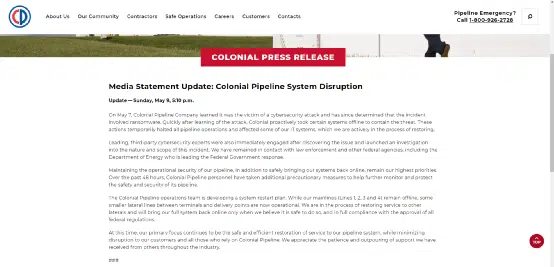 About Us
Our Community
Contractors
Safe Operations
Careers
Customers
Contacts
Pipeline Emergency?
Call 1-800-926-2728
COLONIAL PRESS RELEASE
Media Statement Update: Colonial Pipeline System Disruption
Update—Sunday, May 9, 5:10 p.m.
On May 7, Colonial Pipeline Company learned it was the victim of a cybersecurity attack and has since determined that the incident
involved ransomware. Quickly after learning of the attack, Colonial proactively took certain systems offline to contain the threat. These
actions temporarily halted all pipeline operations and affected some of our IT systems, which we are actively in the process of restoring.
Leading, third-party cybersecurity experts were also immediately engaged after discovering the issue and launched an investigation
into the nature and scope of this incident. We have remained in contact with law enforcement and other federal agencies, including the
Department of Energy who is leading the Federal Government response.
Maintaining the operational security of our pipeline, in addition to safely bringing our systems back online, remain our highest priorities.
Over the past 48 hours, Colonial Pipeline personnel have taken additional precautionary measures to help further monitor and protect
the safety and security of its pipeline.
The Colonial Pipeline operations team is developing a system restart plan. While our mainlines (Lines 1, 2, 3 and 4) remain offline, some
smaller lateral lines between terminals and delivery points are now operational. We are in the process of restoring service to other
laterals and will bring our full system back online only when we believe it is safe to do so, and in full compliance with the approval of all
federal regulations.
At this time, our primary focus continues to be the safe and efficient restoration of service to our pipeline system, while minimizing
disruption to our customers and all those who rely on Colonial Pipeline. We appreciate the patience and outpouring of support we have
received from others throughout the industry.
###
TOP